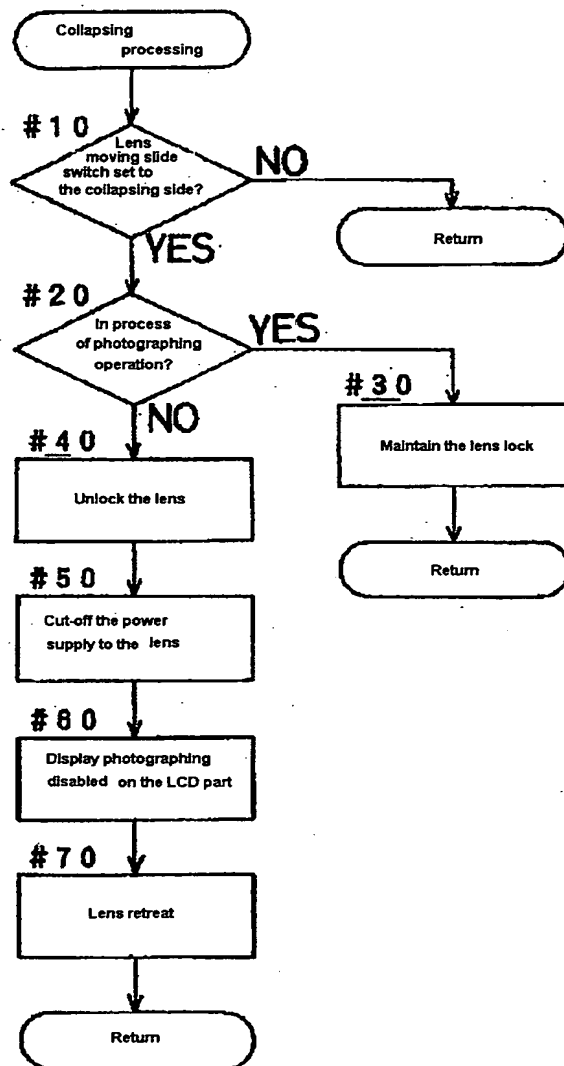 Collapsing
processing
#10
Lens
moving slide
switch set to
the collapsing side?
NO
Return
YES
#20
In process
of photographing
operation?
YES
#30
Maintain the lens lock
Return
NO
#40
Unlock the lens
#50
Cut-off the power
supply to the lens
#60
Display photographing
disabled on the LCD part
#70
Lens retreat
Return